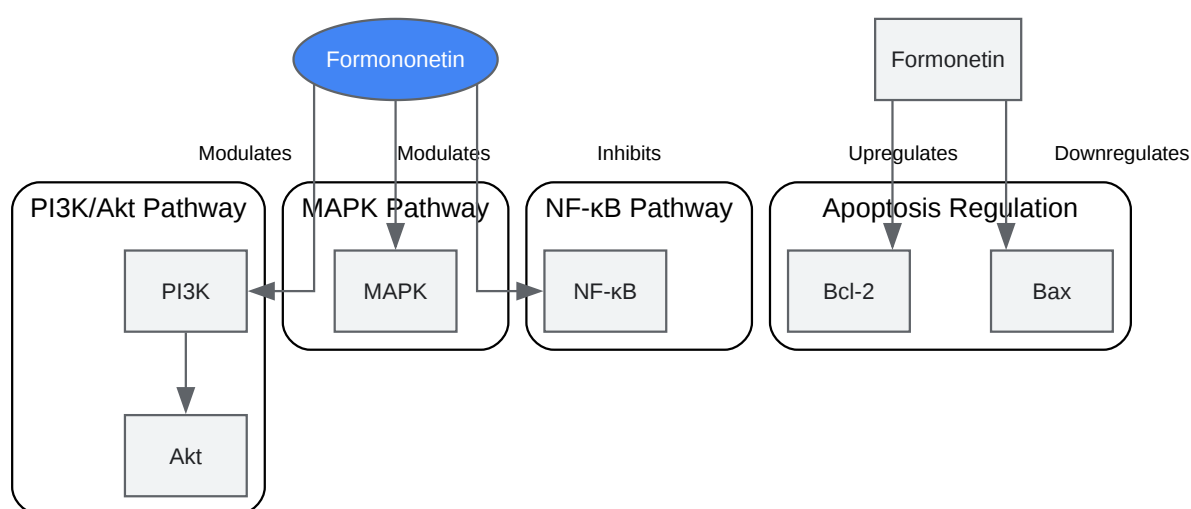 Formononetin
Formonetin
Modulates
Modulates
Inhibits
Upregulates
Downregulates
PI3K/Akt Pathway
MAPK Pathway
NF-κB Pathway
Apoptosis Regulation
PI3K
MAPK
NF-κB
Bcl-2
Bax
Akt